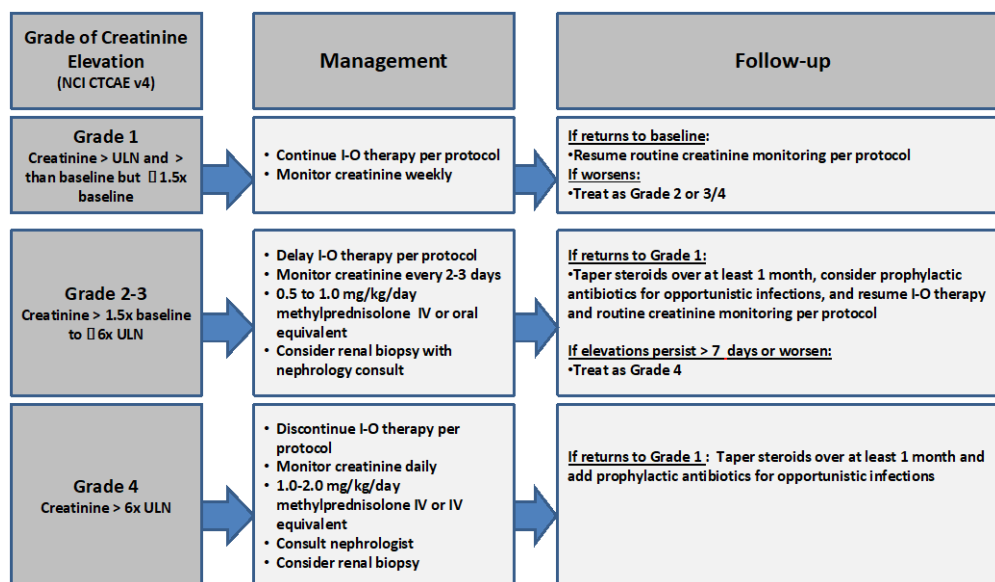 Grade of Creatinine
Elevation
(NCI CTCAE v4)
Management
Follow-up
Grade 1
Creatinine > ULN and >
than baseline but  1.5x
baseline
• Continue I-O therapy per protocol
• Monitor creatinine weekly
If returns to baseline:
•Resume routine creatinine monitoring per protocol
If worsens:
•Treat as Grade 2 or 3/4
Grade 2-3
Creatinine > 1.5x baseline
to  6x ULN
• Delay I-O therapy per protocol
• Monitor creatinine every 2-3 days
• 0.5 to 1.0 mg/kg/day
methylprednisolone IV or oral
equivalent
• Consider renal biopsy with
nephrology consult
If returns to Grade 1:
•Taper steroids over at least 1 month, consider prophylactic
antibiotics for opportunistic infections, and resume I-O therapy
and routine creatinine monitoring per protocol
If elevations persist > 7 days or worsen:
•Treat as Grade 4
Grade 4
Creatinine > 6x ULN
• Discontinue I-O therapy per
protocol
• Monitor creatinine daily
• 1.0-2.0 mg/kg/day
methylprednisolone IV or IV
equivalent
• Consult nephrologist
• Consider renal biopsy
If returns to Grade 1 : Taper steroids over at least 1 month and
add prophylactic antibiotics for opportunistic infections